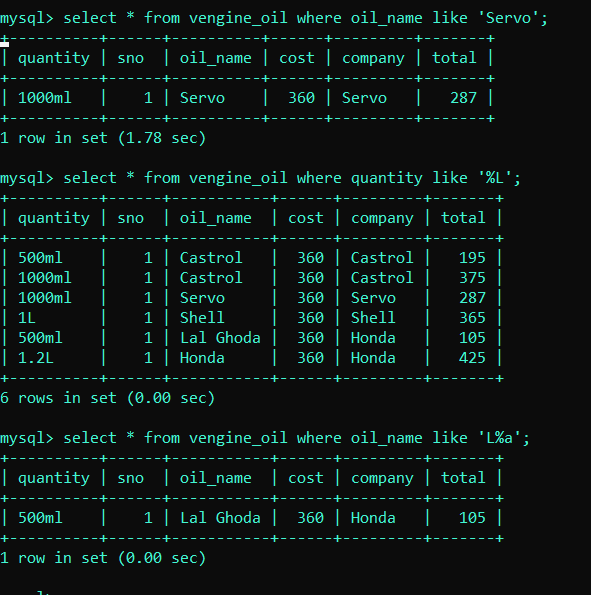 mysql> select * from vengine_oil where oil_name like 'Servo';
+----------+------+----------+------+---------+-------+
| quantity | sno  | oil_name | cost | company | total |
+----------+------+----------+------+---------+-------+
| 1000ml   |    1 | Servo    |  360 | Servo   |   287 |
+----------+------+----------+------+---------+-------+
1 row in set (1.78 sec)
mysql> select * from vengine_oil where quantity like '%L';
+----------+------+-----------+------+---------+-------+
| quantity | sno  | oil_name  | cost | company | total |
+----------+------+-----------+------+---------+-------+
| 500ml    |    1 | Castrol   |  360 | Castrol |   195 |
| 1000ml   |    1 | Castrol   |  360 | Castrol |   375 |
| 1000ml   |    1 | Servo     |  360 | Servo   |   287 |
| 1L       |    1 | Shell     |  360 | Shell   |   365 |
| 500ml    |    1 | Lal Ghoda |  360 | Honda   |   105 |
| 1.2L     |    1 | Honda     |  360 | Honda   |   425 |
+----------+------+-----------+------+---------+-------+
6 rows in set (0.00 sec)
mysql> select * from vengine_oil where oil_name like 'L%a';
+----------+------+-----------+------+---------+-------+
| quantity | sno  | oil_name  | cost | company | total |
+----------+------+-----------+------+---------+-------+
| 500ml    |    1 | Lal Ghoda |  360 | Honda   |   105 |
+----------+------+-----------+------+---------+-------+
1 row in set (0.00 sec)